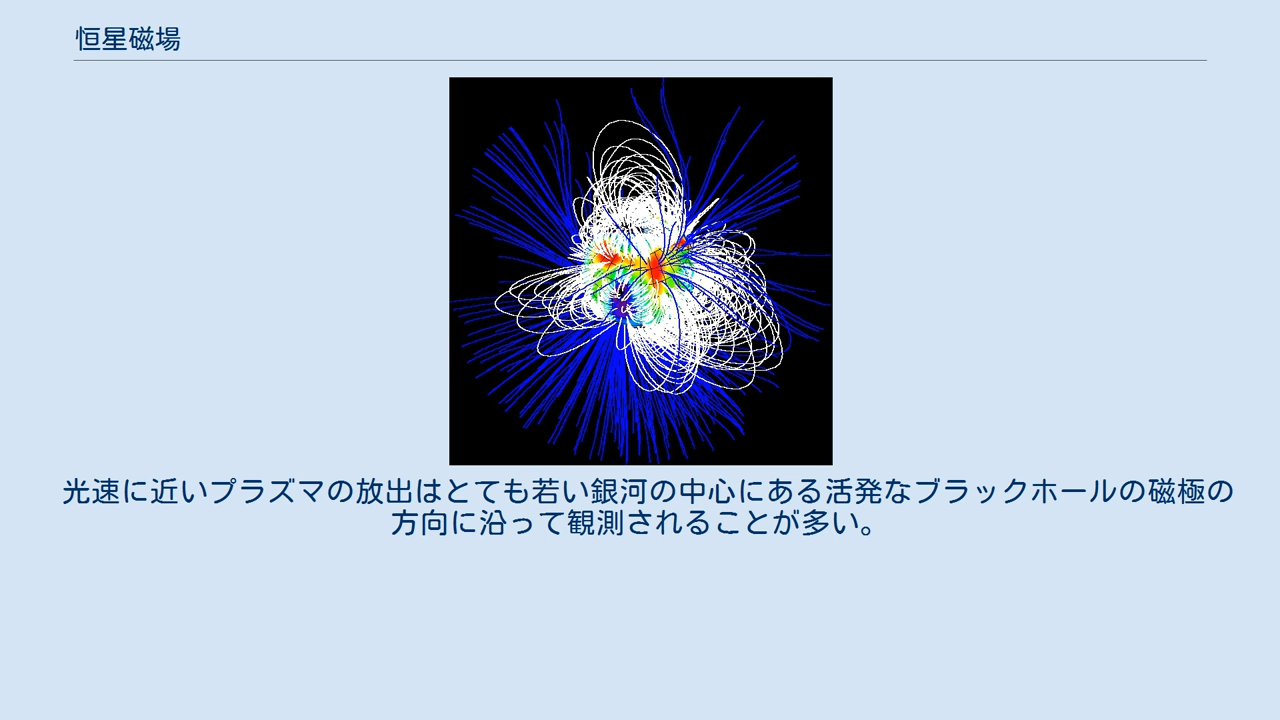 恒星磁場
光速に近いプラズマの放出はとても若い銀河の中心にある活発なブラックホールの磁極の
方向に沿って観測されることが多い。